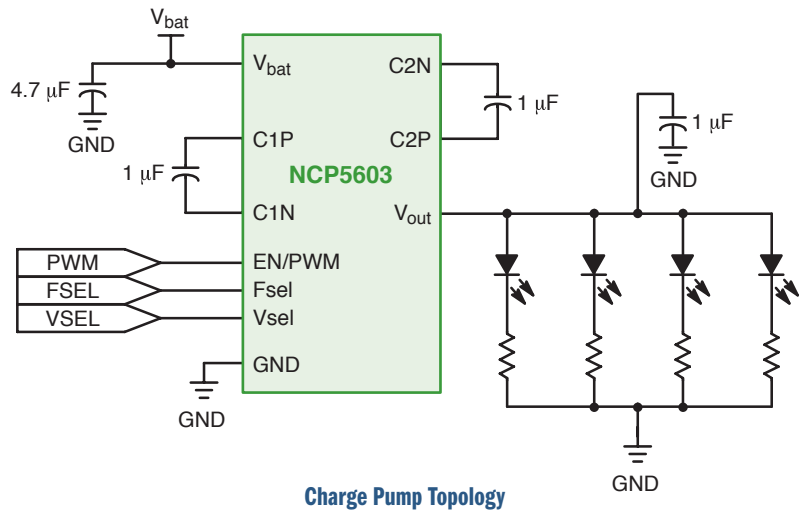 Vbat
4.7 μF
GND
Vbat
C2N
1 μF
C1P
C2P
1 μF
NCP5603
C1N
Vout
1 μF
GND
PWM
EN/PWM
FSEL
Fsel
VSEL
Vsel
GND
GND
GND
Charge Pump Topology